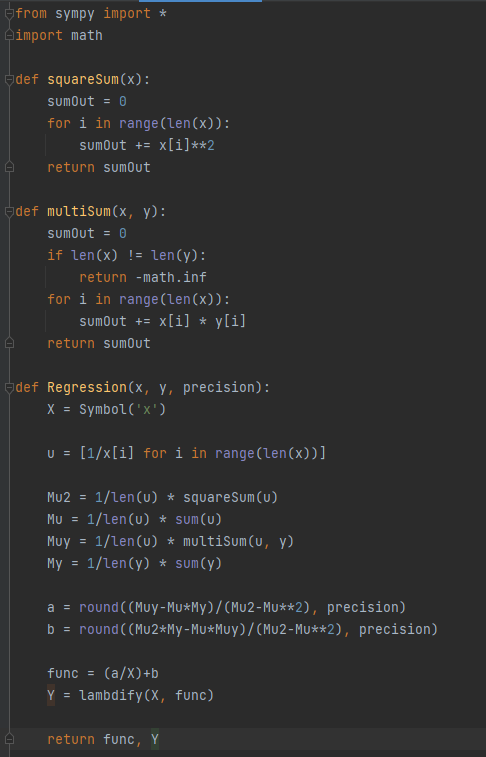 from sympy import *
import math
def squareSum(x):
    sumOut = 0
    for i in range(len(x)):
        sumOut += x[i]**2
    return sumOut
def multiSum(x, y):
    sumOut = 0
    if len(x) != len(y):
        return -math.inf
    for i in range(len(x)):
        sumOut += x[i] * y[i]
    return sumOut
def Regression(x, y, precision):
    X = Symbol('x')
    u = [1/x[i] for i in range(len(x))]
    Mu2 = 1/len(u) * squareSum(u)
    Mu = 1/len(u) * sum(u)
    Muy = 1/len(u) * multiSum(u, y)
    My = 1/len(y) * sum(y)
    a = round((Muy-Mu*My)/(Mu2-Mu**2), precision)
    b = round((Mu2*My-Mu*Muy)/(Mu2-Mu**2), precision)
    func = (a/X)+b
    Y = lambdify(X, func)
    return func, Y